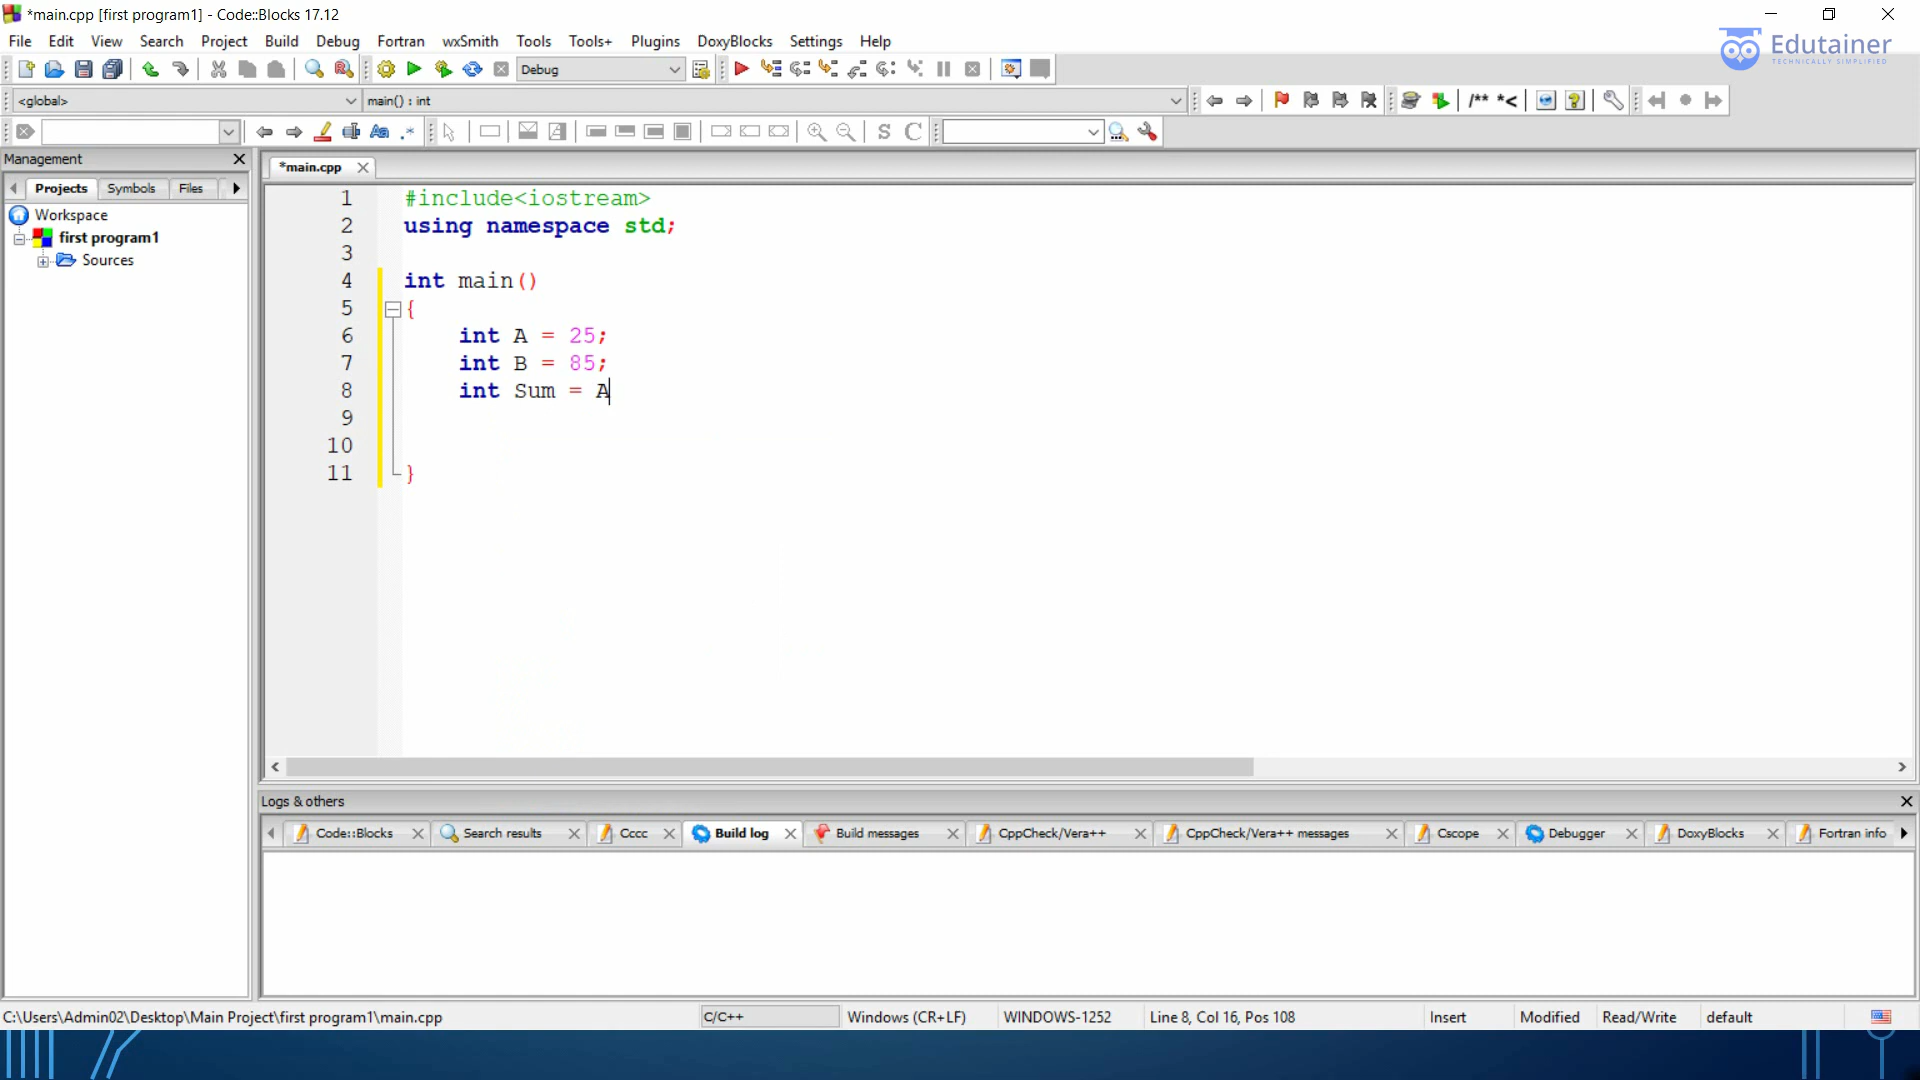 *main.cpp [first program1] - Code::Blocks 17.12
File Edit View Search Project Build Debug Fortran wxSmith Tools Tools+ Plugins DoxyBlocks Settings Help
Edutainer
TECHNICALLY SIMPLIFIED
Debug
<global> main() : int /** *<
Aa .* S C
Management
*main.cpp
Projects Symbols Files
Workspace
first program1
Sources
1 #include<iostream>
2 using namespace std;
3
4 int main()
5 {
6 int A = 25;
7 int B = 85;
8 int Sum = A
9
10
11 }
Logs & others
Code::Blocks Search results Cccc Build log Build messages CppCheck/Vera++ CppCheck/Vera++ messages Cscope Debugger DoxyBlocks Fortran info
C:\Users\Admin02\Desktop\Main Project\first program1\main.cpp C/C++ Windows (CR+LF) WINDOWS-1252 Line 8, Col 16, Pos 108 Insert Modified Read/Write default